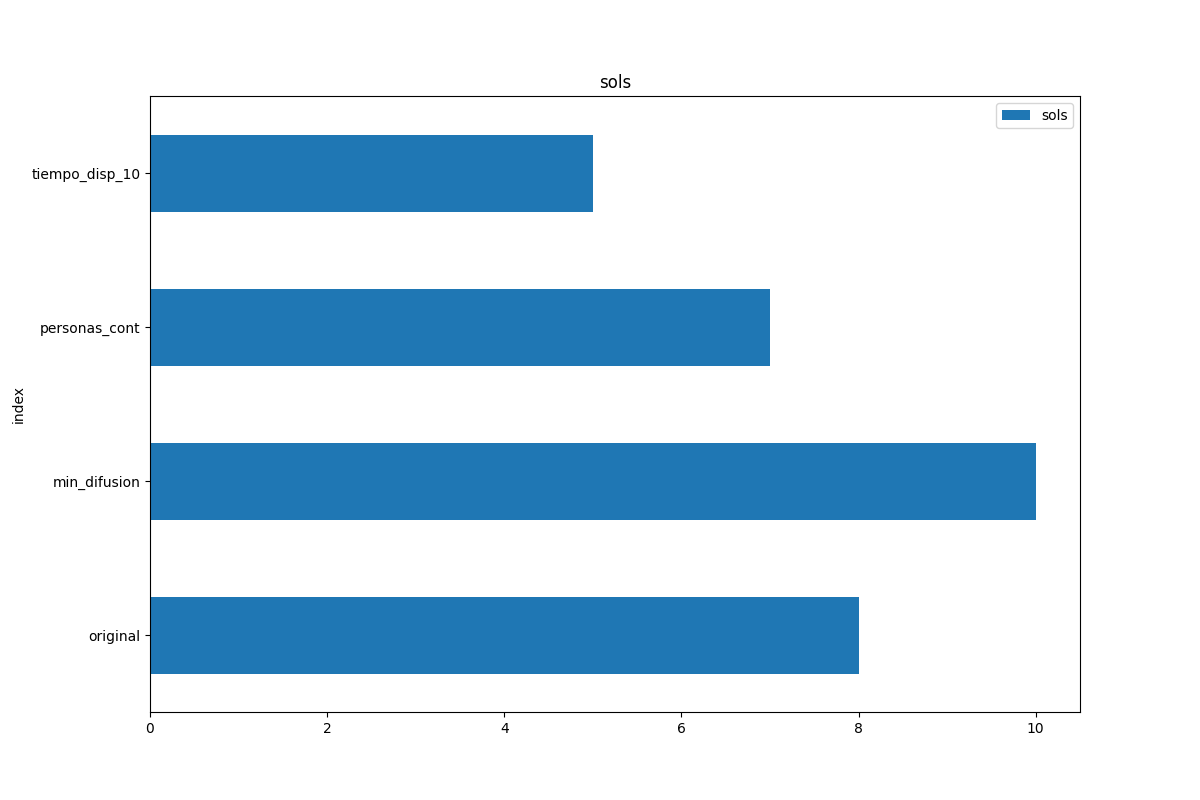 sols
sols
tiempo_disp_10
personas_cont
index
min_difusion
original
0 2 4 6 8 10